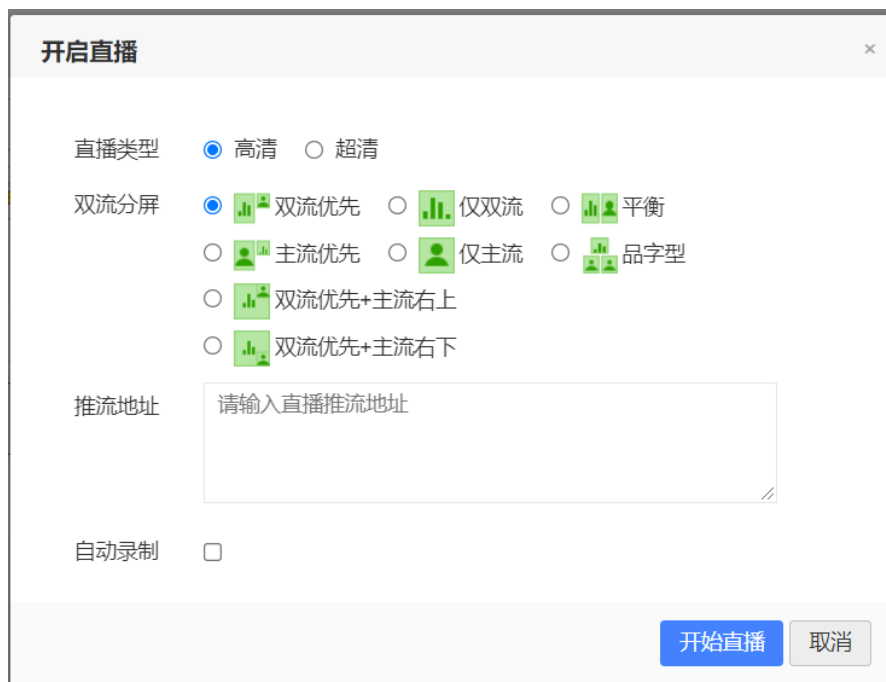 开启直播
直播类型 高清 超清
双流分屏 双流优先 仅双流 平衡
主流优先 仅主流 品字型
双流优先+主流右上
双流优先+主流右下
推流地址 请输入直播推流地址
自动录制
开始直播 取消